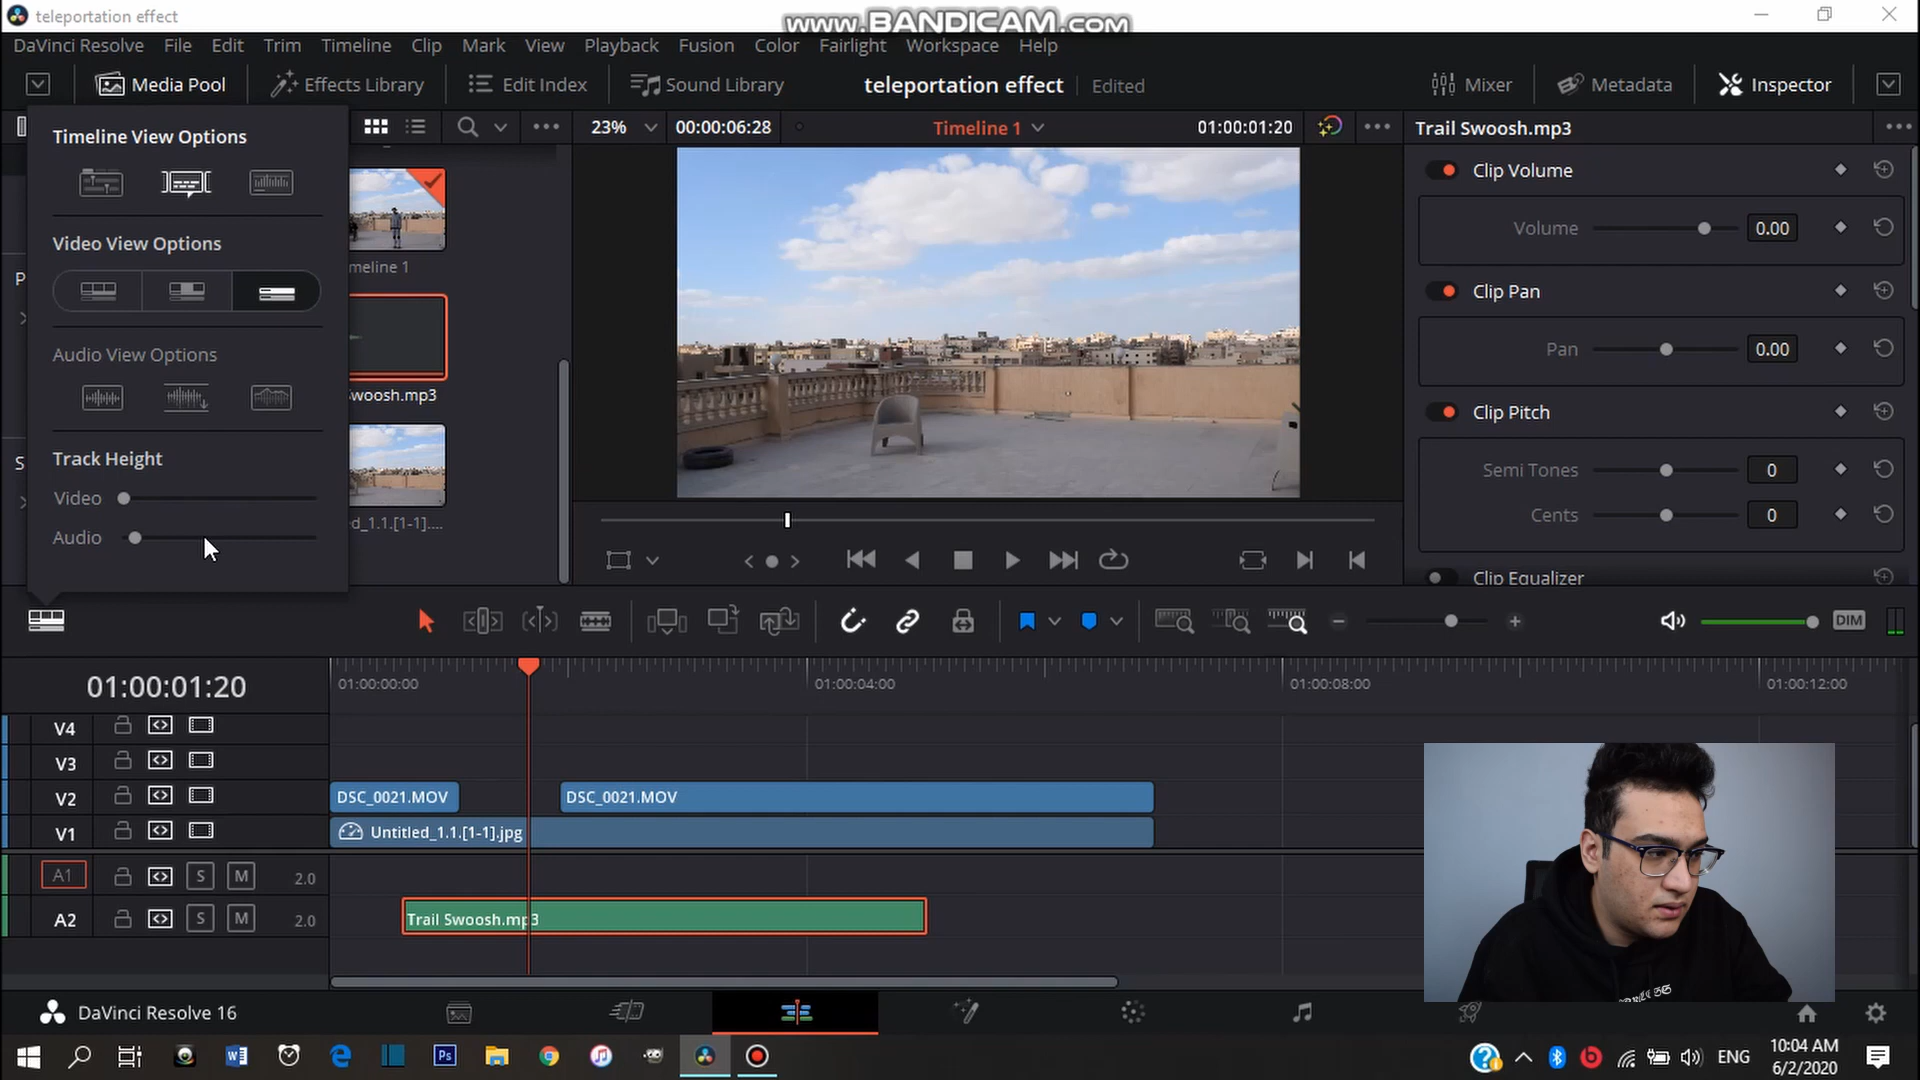 teleportation effect
www.BANDICAM.com
DaVinci Resolve File Edit Trim Timeline Clip Mark View Playback Fusion Color Fairlight Workspace Help
Media Pool Effects Library Edit Index Sound Library teleportation effect Edited Mixer Metadata Inspector
23% 00:00:06:28 Timeline 1 01:00:01:20 Trail Swoosh.mp3
Timeline View Options
Video View Options
Audio View Options
Track Height
Video
Audio
meline 1
woosh.mp3
d_1.1.[1-1]....
P
S
Clip Volume
Volume 0.00
Clip Pan
Pan 0.00
Clip Pitch
Semi Tones 0
Cents 0
Clip Equalizer
DIM
01:00:01:20
01:00:00:00 01:00:04:00 01:00:08:00 01:00:12:00
V4
V3
V2 DSC_0021.MOV DSC_0021.MOV
V1 Untitled_1.1.[1-1].jpg
A1 S M 2.0
A2 S M 2.0 Trail Swoosh.mp3
DaVinci Resolve 16
W Ps ENG 10:04 AM
6/2/2020